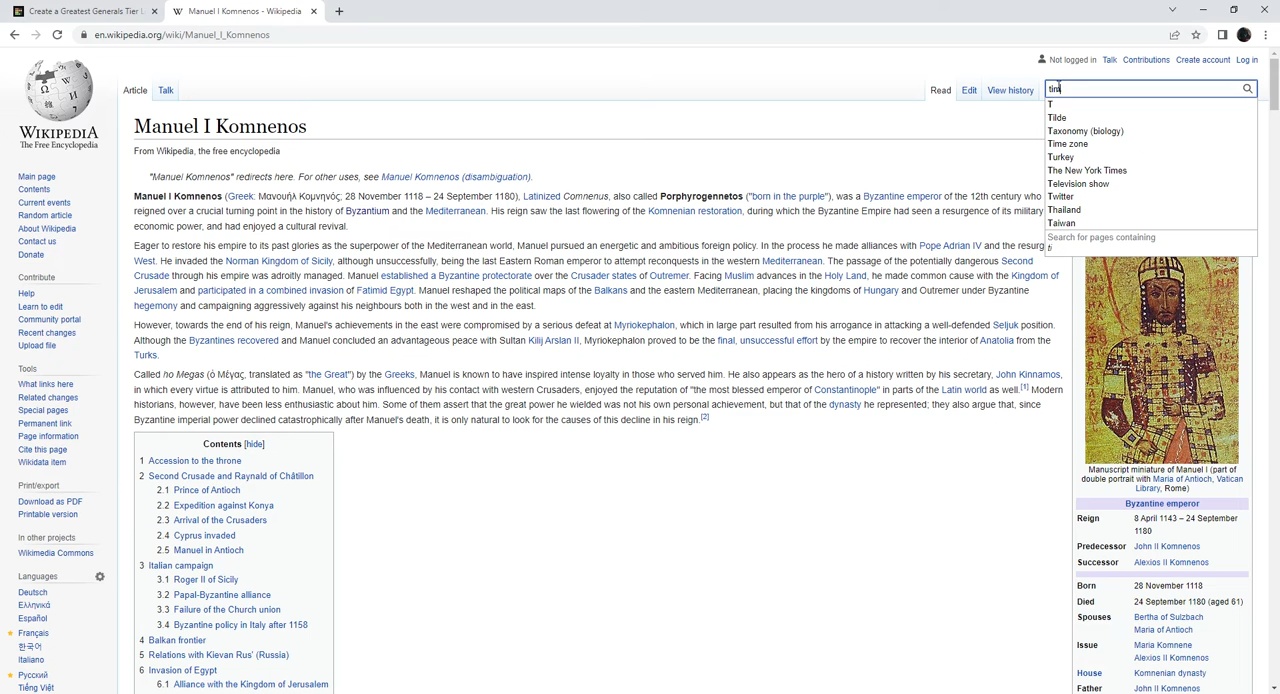 Create a Greatest Generals Tier L
Manuel I Komnenos - Wikipedia
en.wikipedia.org/wiki/Manuel_I_Komnenos
Not logged in Talk Contributions Create account Log in
Article Talk Read Edit View history
tim
T
Tilde
Taxonomy (biology)
Time zone
Turkey
The New York Times
Television show
Twitter
Thailand
Taiwan
Search for pages containing
ti
WIKIPEDIA
The Free Encyclopedia
Main page
Contents
Current events
Random article
About Wikipedia
Contact us
Donate
Contribute
Help
Learn to edit
Community portal
Recent changes
Upload file
Tools
What links here
Related changes
Special pages
Permanent link
Page information
Cite this page
Wikidata item
Print/export
Download as PDF
Printable version
In other projects
Wikimedia Commons
Languages
Deutsch
Ελληνικά
Español
Français
한국어
Italiano
Русский
Tiếng Việt
Manuel I Komnenos
From Wikipedia, the free encyclopedia
"Manuel Komnenos" redirects here. For other uses, see Manuel Komnenos (disambiguation).
Manuel I Komnenos (Greek: Μανουήλ Κομνηνός; 28 November 1118 – 24 September 1180), Latinized Comnenus, also called Porphyrogennetos ("born in the purple"), was a Byzantine emperor of the 12th century who
reigned over a crucial turning point in the history of Byzantium and the Mediterranean. His reign saw the last flowering of the Komnenian restoration, during which the Byzantine Empire had seen a resurgence of its military
economic power, and had enjoyed a cultural revival.
Eager to restore his empire to its past glories as the superpower of the Mediterranean world, Manuel pursued an energetic and ambitious foreign policy. In the process he made alliances with Pope Adrian IV and the resurg
West. He invaded the Norman Kingdom of Sicily, although unsuccessfully, being the last Eastern Roman emperor to attempt reconquests in the western Mediterranean. The passage of the potentially dangerous Second
Crusade through his empire was adroitly managed. Manuel established a Byzantine protectorate over the Crusader states of Outremer. Facing Muslim advances in the Holy Land, he made common cause with the Kingdom of
Jerusalem and participated in a combined invasion of Fatimid Egypt. Manuel reshaped the political maps of the Balkans and the eastern Mediterranean, placing the kingdoms of Hungary and Outremer under Byzantine
hegemony and campaigning aggressively against his neighbours both in the west and in the east.
However, towards the end of his reign, Manuel's achievements in the east were compromised by a serious defeat at Myriokephalon, which in large part resulted from his arrogance in attacking a well-defended Seljuk position.
Although the Byzantines recovered and Manuel concluded an advantageous peace with Sultan Kilij Arslan II, Myriokephalon proved to be the final, unsuccessful effort by the empire to recover the interior of Anatolia from the
Turks.
Called ho Megas (ὁ Μέγας, translated as "the Great") by the Greeks, Manuel is known to have inspired intense loyalty in those who served him. He also appears as the hero of a history written by his secretary, John Kinnamos,
in which every virtue is attributed to him. Manuel, who was influenced by his contact with western Crusaders, enjoyed the reputation of "the most blessed emperor of Constantinople" in parts of the Latin world as well.[1] Modern
historians, however, have been less enthusiastic about him. Some of them assert that the great power he wielded was not his own personal achievement, but that of the dynasty he represented; they also argue that, since
Byzantine imperial power declined catastrophically after Manuel's death, it is only natural to look for the causes of this decline in his reign.[2]
Contents [hide]
1 Accession to the throne
2 Second Crusade and Raynald of Châtillon
2.1 Prince of Antioch
2.2 Expedition against Konya
2.3 Arrival of the Crusaders
2.4 Cyprus invaded
2.5 Manuel in Antioch
3 Italian campaign
3.1 Roger II of Sicily
3.2 Papal-Byzantine alliance
3.3 Failure of the Church union
3.4 Byzantine policy in Italy after 1158
4 Balkan frontier
5 Relations with Kievan Rus' (Russia)
6 Invasion of Egypt
6.1 Alliance with the Kingdom of Jerusalem
Manuscript miniature of Manuel I (part of
double portrait with Maria of Antioch, Vatican
Library, Rome)
Byzantine emperor
Reign 8 April 1143 – 24 September
1180
Predecessor John II Komnenos
Successor Alexios II Komnenos
Born 28 November 1118
Died 24 September 1180 (aged 61)
Spouses Bertha of Sulzbach
Maria of Antioch
Issue Maria Komnene
Alexios II Komnenos
House Komnenian dynasty
Father John II Komnenos